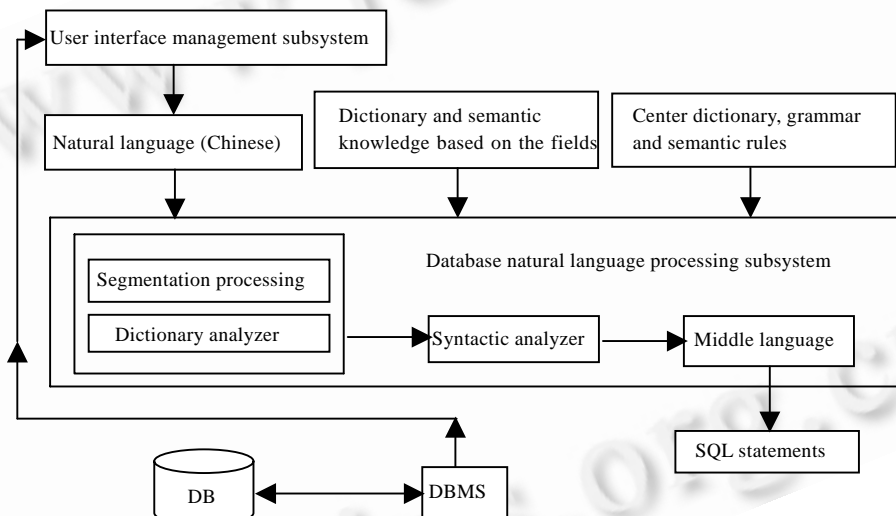 User interface management subsystem
Natural language (Chinese)
Dictionary and semantic
knowledge based on the fields
Center dictionary, grammar
and semantic rules
Database natural language processing subsystem
Segmentation processing
Dictionary analyzer
Syntactic analyzer
Middle language
SQL statements
DB
DBMS